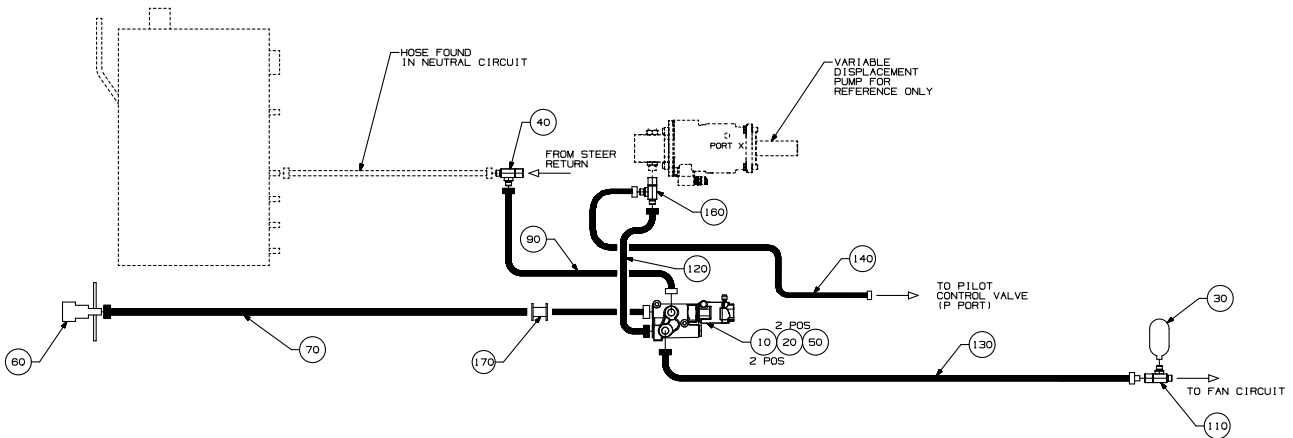 HOSE FOUND
IN NEUTRAL CIRCUIT
VARIABLE
DISPLACEMENT
PUMP FOR
REFERENCE ONLY
40
FROM STEER
RETURN
PORT X
160
90
120
140
TO PILOT
CONTROL VALVE
(P PORT)
30
60
70
170
2 POS
10
20
50
2 POS
130
TO FAN CIRCUIT
110